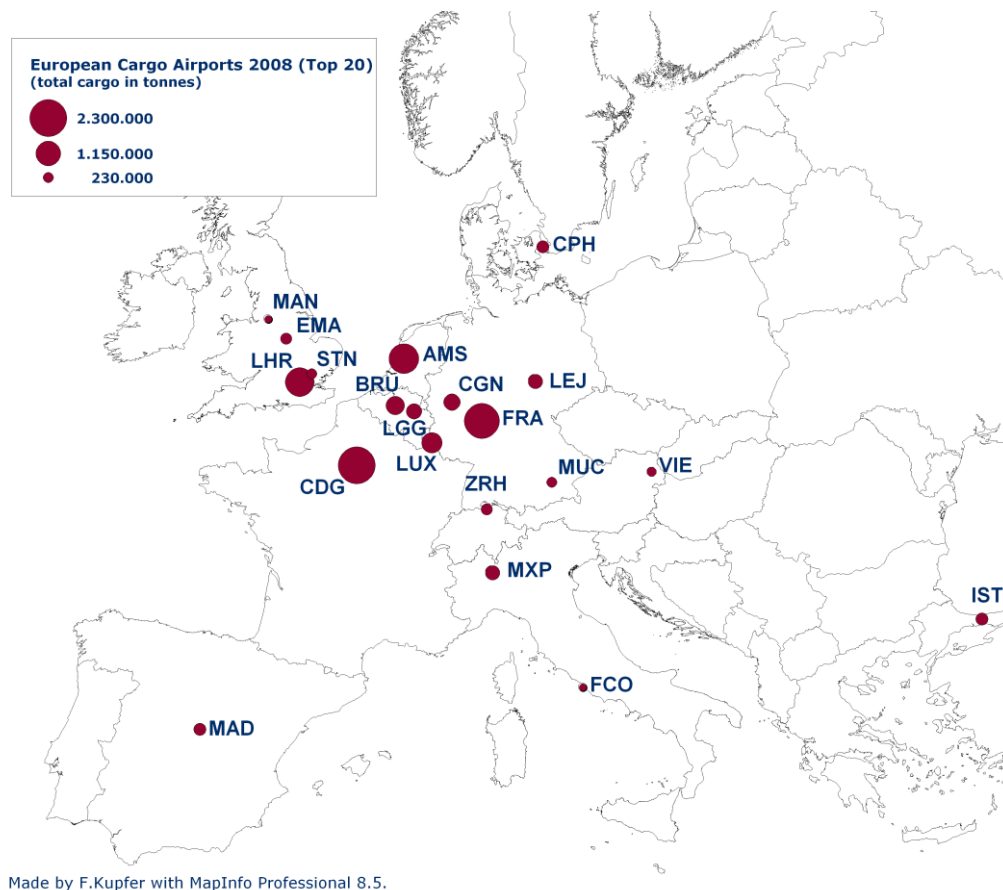 European Cargo Airports 2008 (Top 20)
(total cargo in tonnes)
2.300.000
1.150.000
230.000
CPH
MAN
EMA
LHR
STN
AMS
BRU
CGN
LEJ
FRA
LGG
LUX
CDG
ZRH
MUC
VIE
MXP
IST
FCO
MAD
Made by F.Kupfer with MapInfo Professional 8.5.